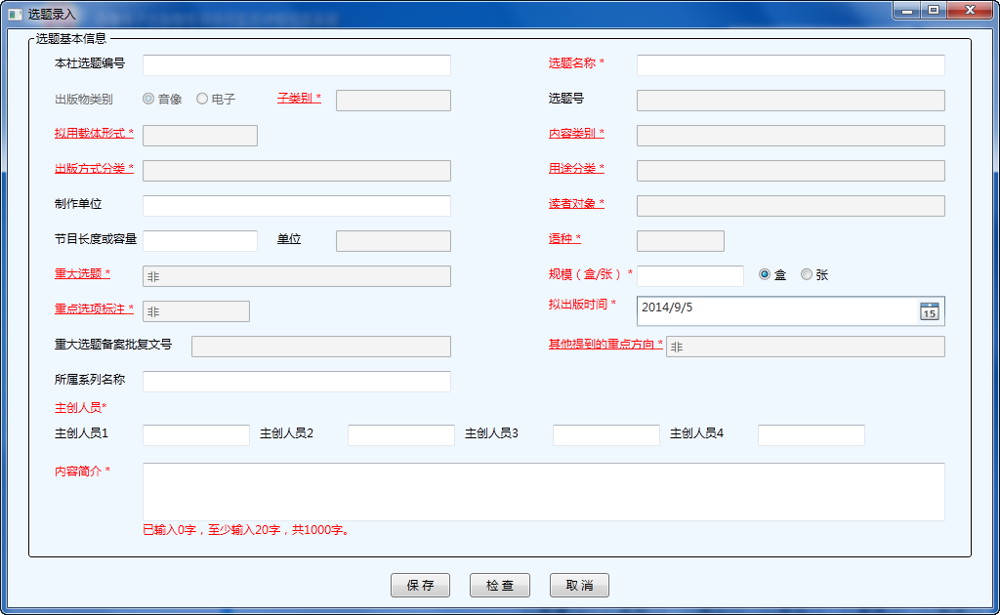 选题录入
选题基本信息
本社选题编号 选题名称 *
出版物类别 音像 电子 子类别 * 选题号
拟用载体形式 * 内容类别 *
出版方式分类 * 用途分类 *
制作单位 读者对象 *
节目长度或容量 单位 语种 *
重大选题 * 非 规模（盒/张） * 盒 张
重点选项标注 * 非 拟出版时间 * 2014/9/5 15
重大选题备案批复文号 其他提到的重点方向 * 非
所属系列名称
主创人员*
主创人员1 主创人员2 主创人员3 主创人员4
内容简介 *
已输入0字，至少输入20字，共1000字。
保 存 检 查 取 消